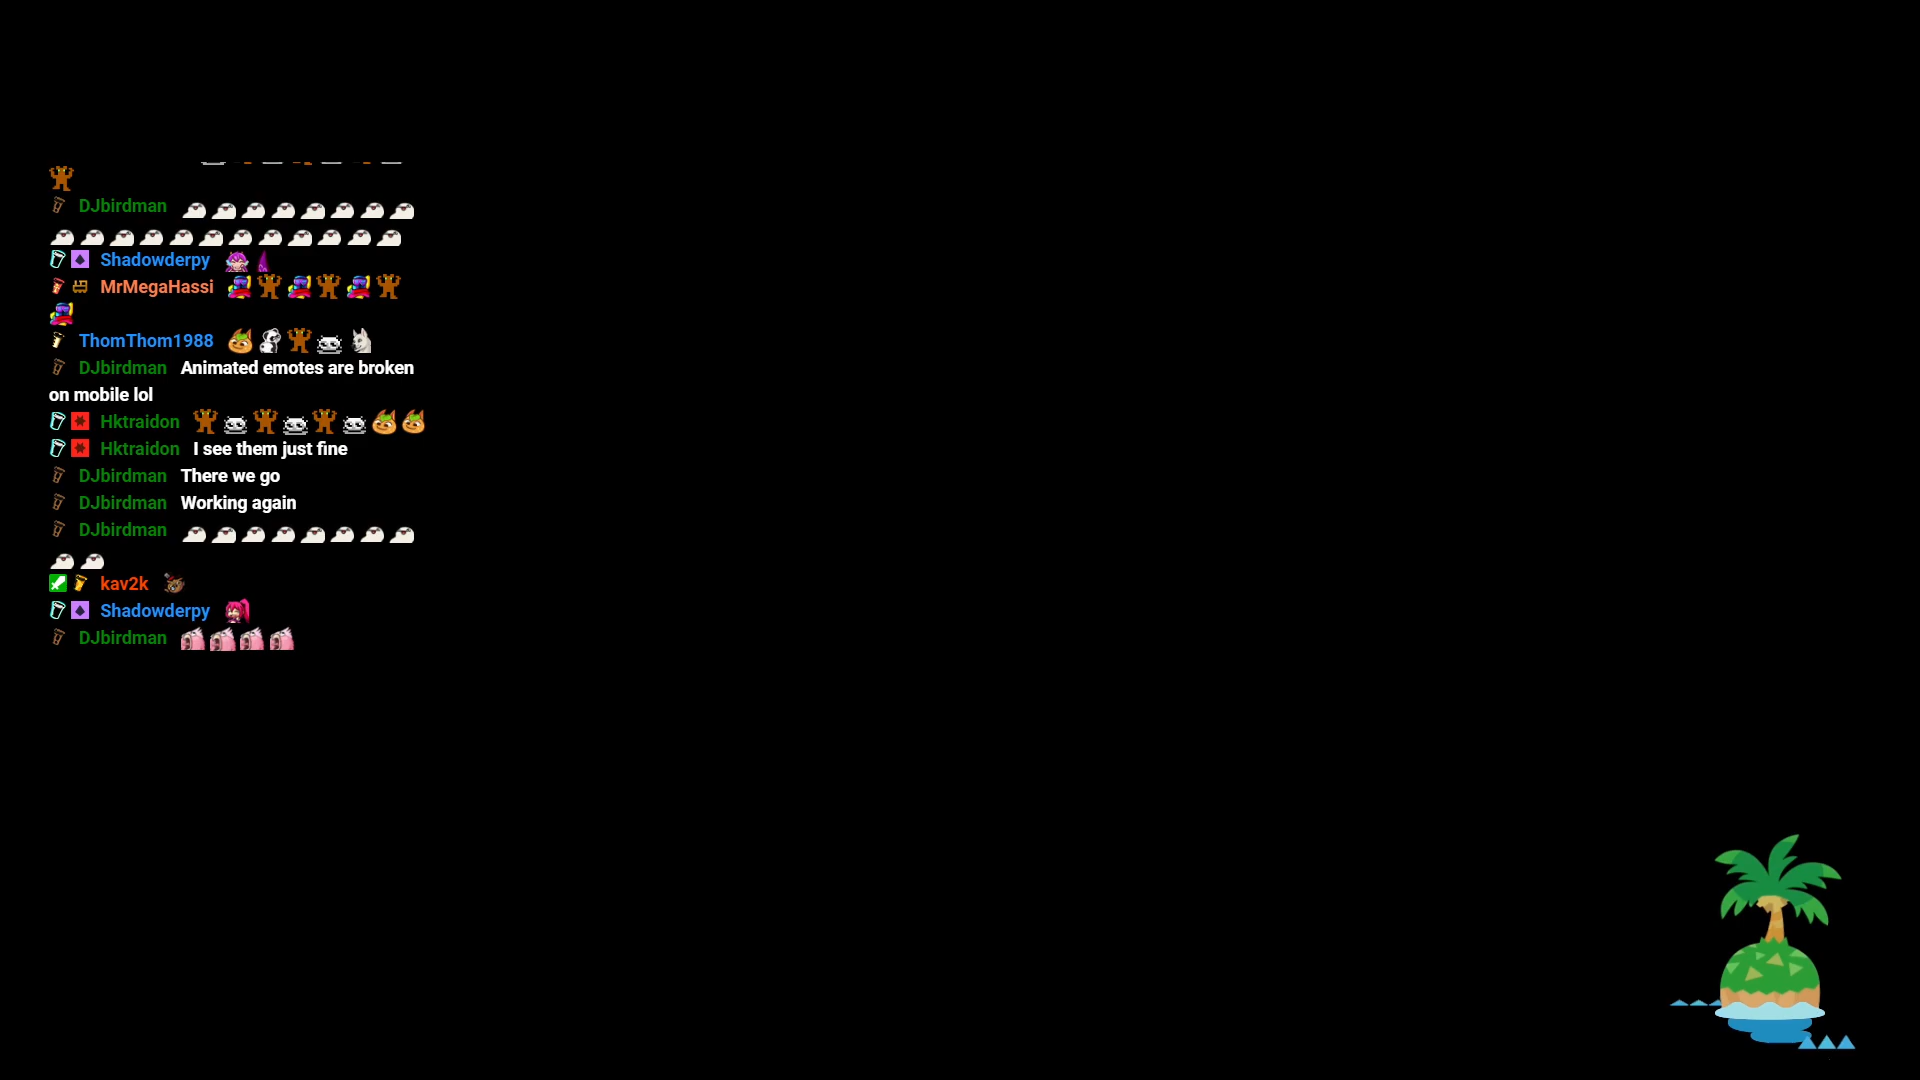 DJbirdman
Shadowderpy
MrMegaHassi
ThomThom1988
DJbirdman Animated emotes are broken
on mobile lol
Hktraidon
Hktraidon I see them just fine
DJbirdman There we go
DJbirdman Working again
DJbirdman
kav2k
Shadowderpy
DJbirdman